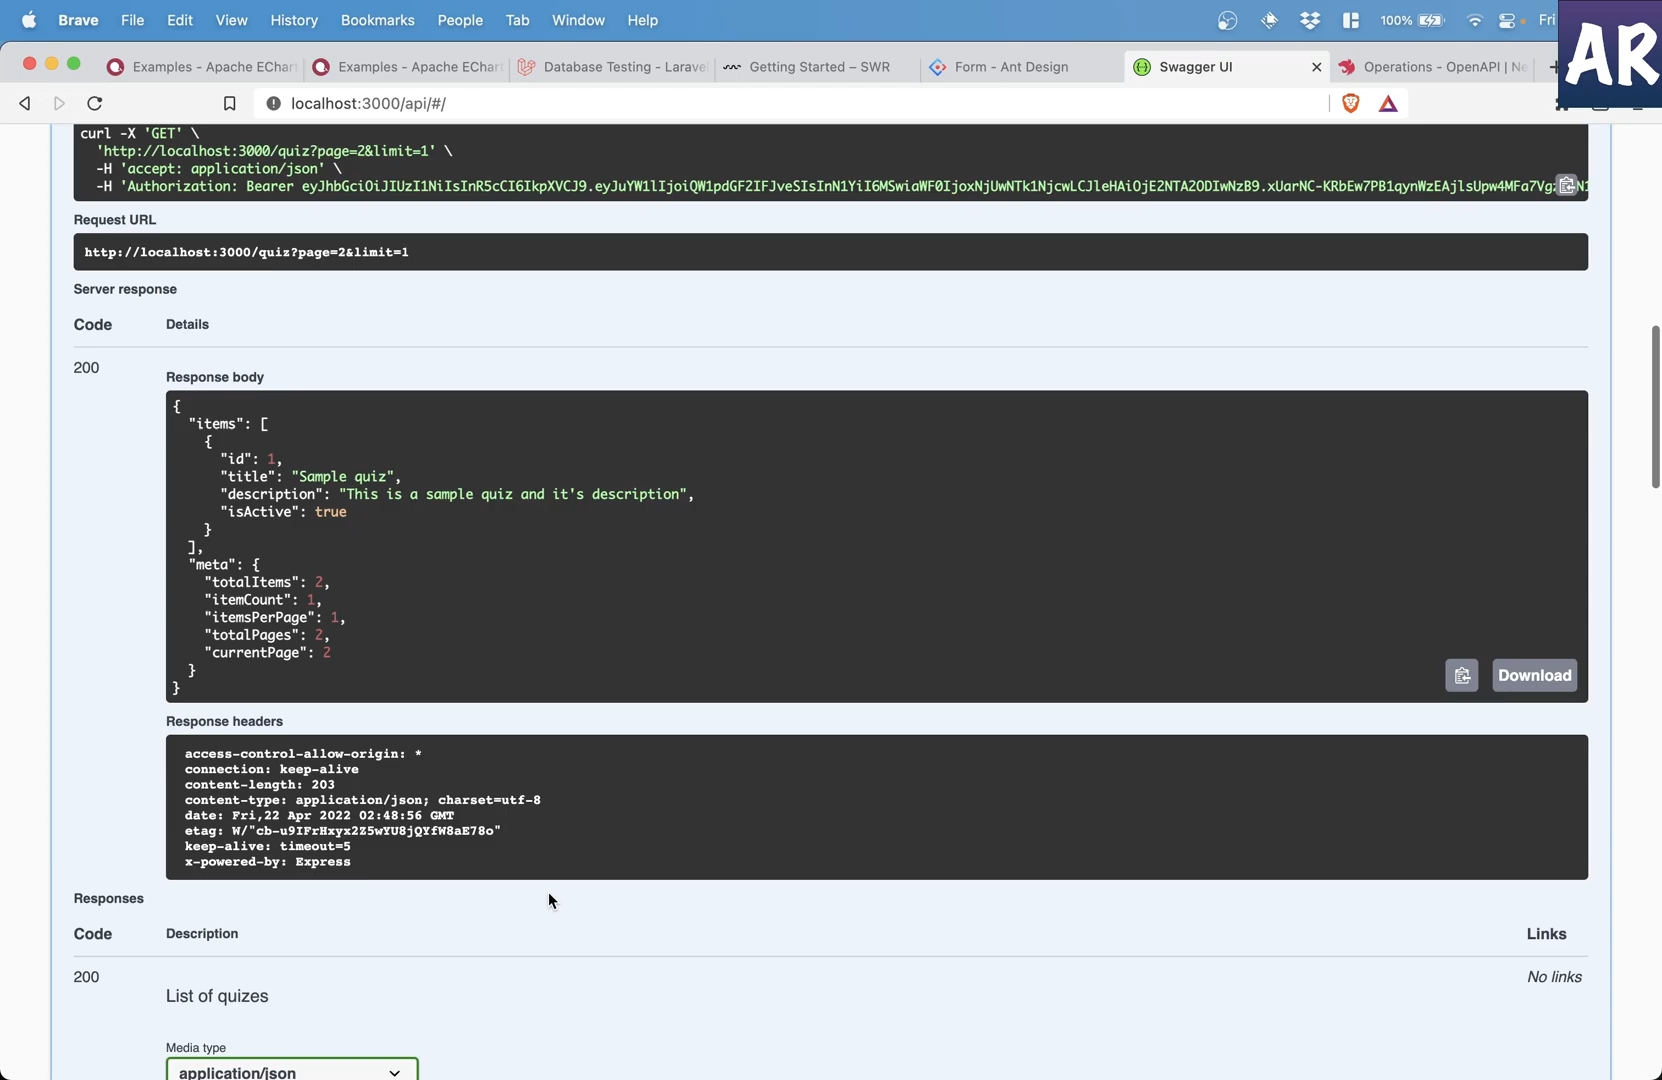 Brave File Edit View History Bookmarks People Tab Window Help 100% Fri
AR
Examples - Apache EChar
Examples - Apache EChar
Database Testing - Larave
Getting Started – SWR
Form - Ant Design
Swagger UI
Operations - OpenAPI | Ne
localhost:3000/api/#/
curl -X 'GET' \
'http://localhost:3000/quiz?page=2&limit=1' \
-H 'accept: application/json' \
Request URL
http://localhost:3000/quiz?page=2&limit=1
Server response
Code Details
200
Response body
{
"items": [
{
"id": 1,
"title": "Sample quiz",
"description": "This is a sample quiz and it's description",
"isActive": true
}
],
"meta": {
"totalItems": 2,
"itemCount": 1,
"itemsPerPage": 1,
"totalPages": 2,
"currentPage": 2
}
}
Download
Response headers
access-control-allow-origin: *
connection: keep-alive
content-length: 203
content-type: application/json; charset=utf-8
date: Fri,22 Apr 2022 02:48:56 GMT
etag: W/"cb-u9IFrHxyx2Z5wYU8jQYfW8aE78o"
keep-alive: timeout=5
x-powered-by: Express
Responses
Code Description Links
200 No links
List of quizes
Media type
application/json